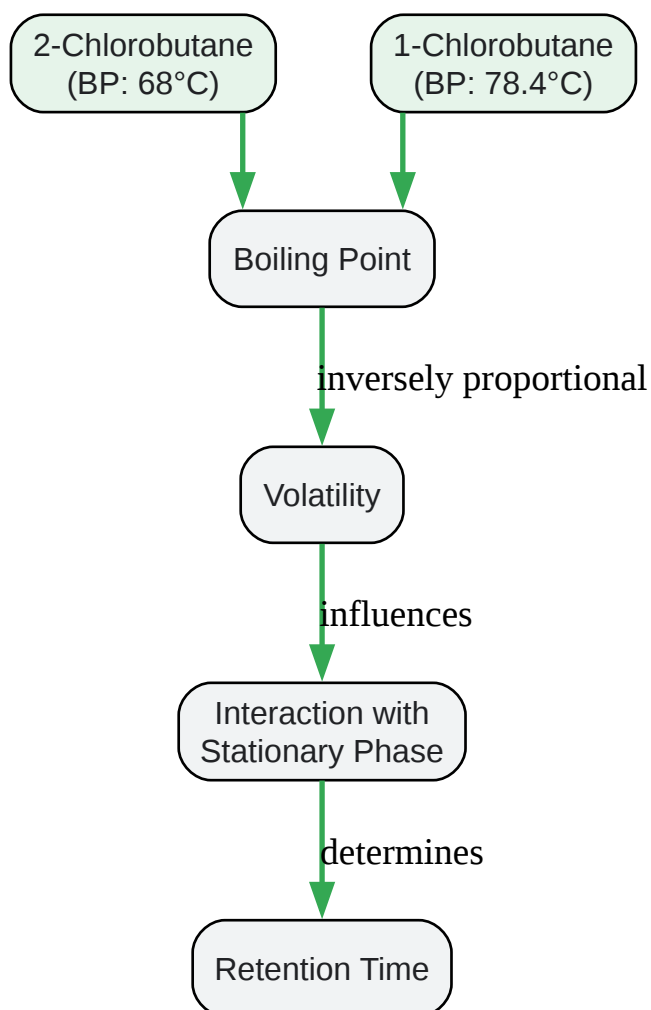 2-Chlorobutane
(BP: 68°C)
1-Chlorobutane
(BP: 78.4°C)
Boiling Point
inversely proportional
Volatility
influences
Interaction with
Stationary Phase
determines
Retention Time